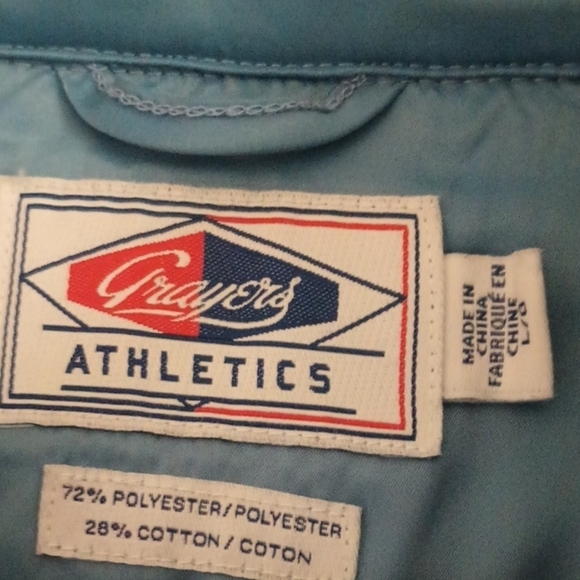 Grayers
ATHLETICS
MADE IN
CHINA
FABRIQUÉ EN
CHINE
L/G
72% POLYESTER/POLYESTER
28% COTTON/COTON